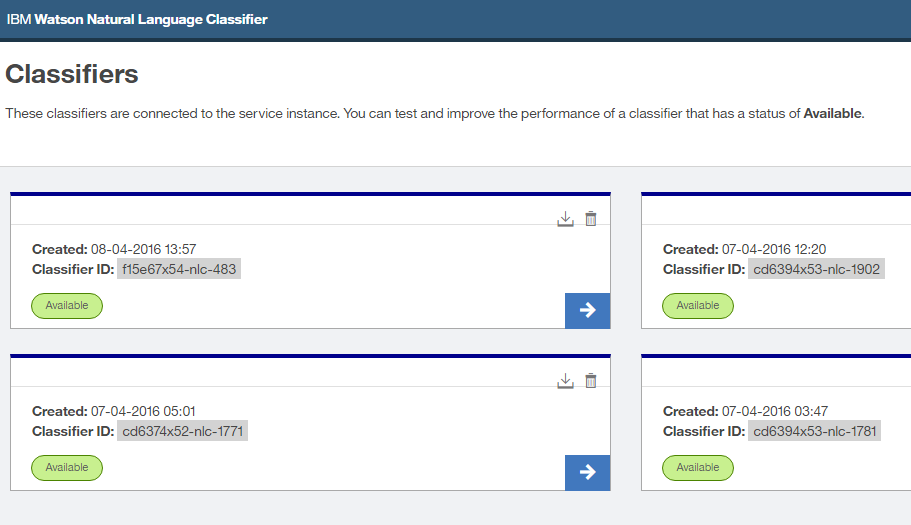 IBM Watson Natural Language Classifier
Classifiers
These classifiers are connected to the service instance. You can test and improve the performance of a classifier that has a status of Available.
Created: 08-04-2016 13:57
Classifier ID: f15e67x54-nlc-483
Available
Created: 07-04-2016 12:20
Classifier ID: cd6394x53-nlc-1902
Available
Created: 07-04-2016 05:01
Classifier ID: cd6374x52-nlc-1771
Available
Created: 07-04-2016 03:47
Classifier ID: cd6394x53-nlc-1781
Available